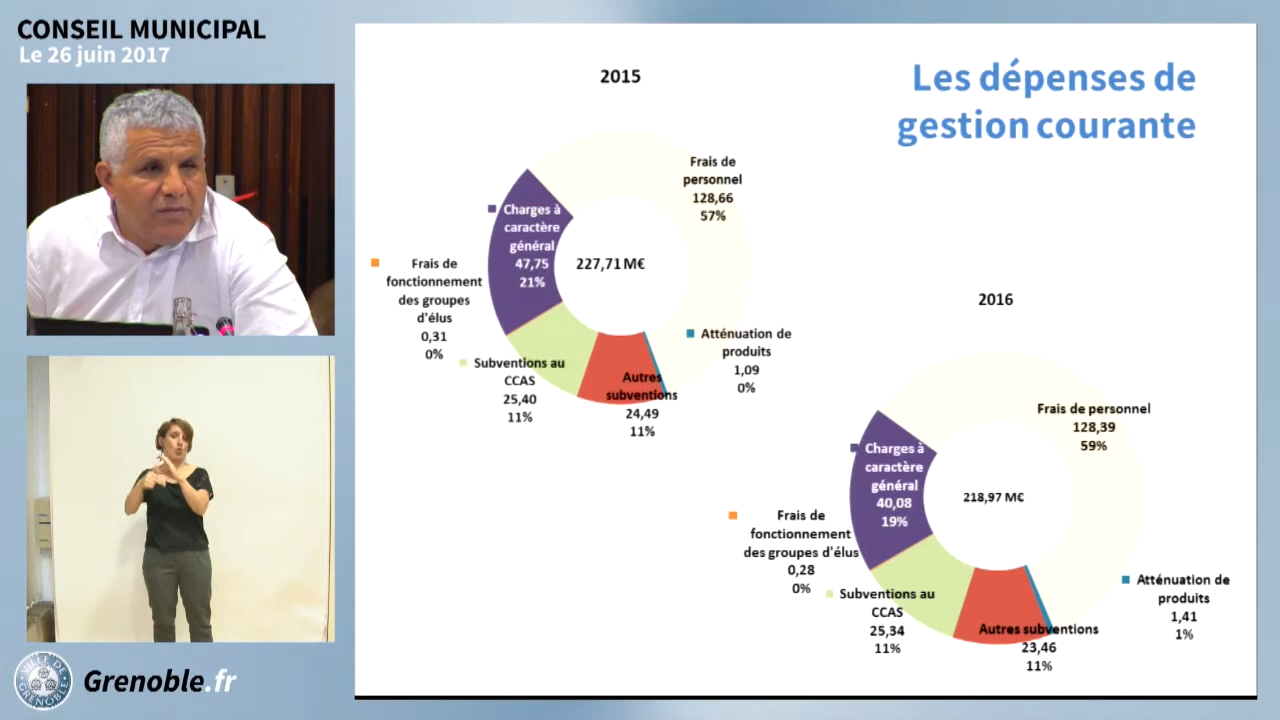 CONSEIL MUNICIPAL
Le 26 juin 2017
Les dépenses de
gestion courante
2015
Frais de
personnel
128,66
57%
Charges à
caractère
général
47,75
21%
227,71 M€
Frais de
fonctionnement
des groupes
d'élus
0,31
0%
Subventions au
CCAS
25,40
11%
Autres
subventions
24,49
11%
Atténuation de
produits
1,09
0%
2016
Frais de personnel
128,39
59%
Charges à
caractère
général
40,08
19%
218,97 M€
Frais de
fonctionnement
des groupes d'élus
0,28
0%
Subventions au
CCAS
25,34
11%
Autres subventions
23,46
11%
Atténuation de
produits
1,41
1%
VILLE DE
GRENOBLE
Grenoble.fr